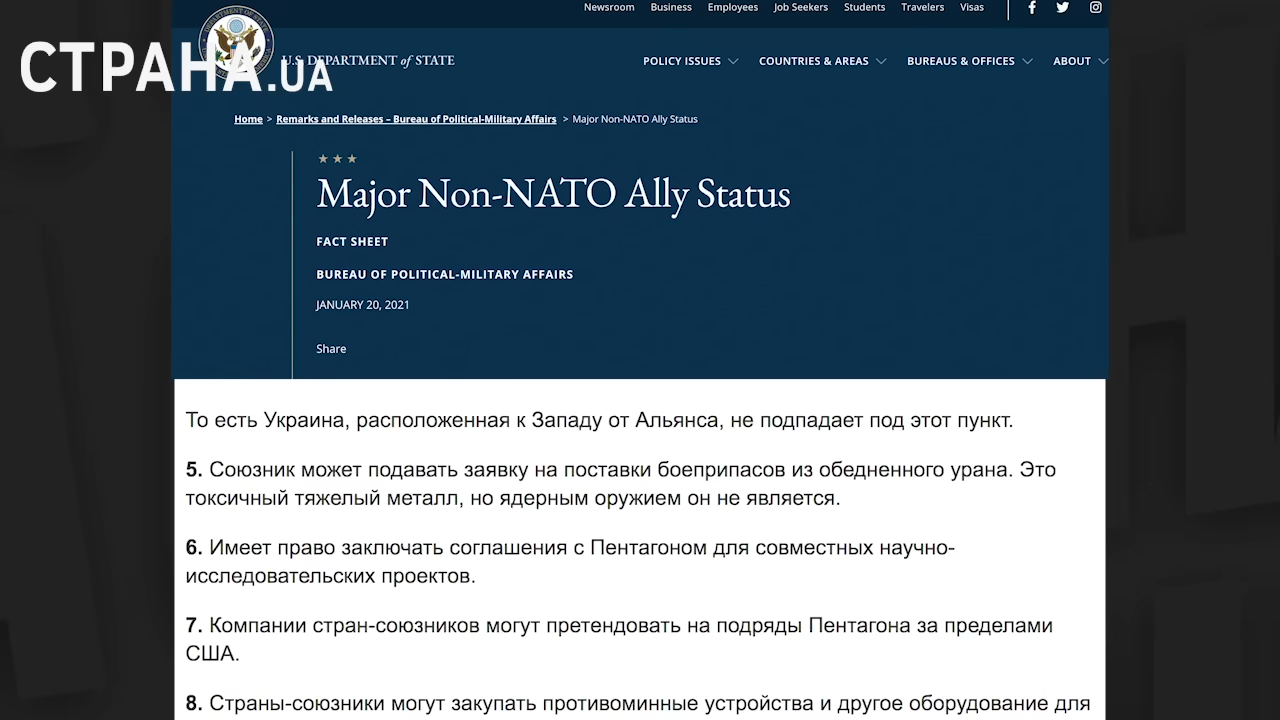 Newsroom Business Employees Job Seekers Students Travelers Visas
СТРАНА.UA
U.S. DEPARTMENT of STATE
POLICY ISSUES COUNTRIES & AREAS BUREAUS & OFFICES ABOUT
Home > Remarks and Releases – Bureau of Political-Military Affairs > Major Non-NATO Ally Status
Major Non-NATO Ally Status
FACT SHEET
BUREAU OF POLITICAL-MILITARY AFFAIRS
JANUARY 20, 2021
Share
То есть Украина, расположенная к Западу от Альянса, не подпадает под этот пункт.
5. Союзник может подавать заявку на поставки боеприпасов из обедненного урана. Это
токсичный тяжелый металл, но ядерным оружием он не является.
6. Имеет право заключать соглашения с Пентагоном для совместных научно-
исследовательских проектов.
7. Компании стран-союзников могут претендовать на подряды Пентагона за пределами
США.
8. Страны-союзники могут закупать противоминные устройства и другое оборудование для